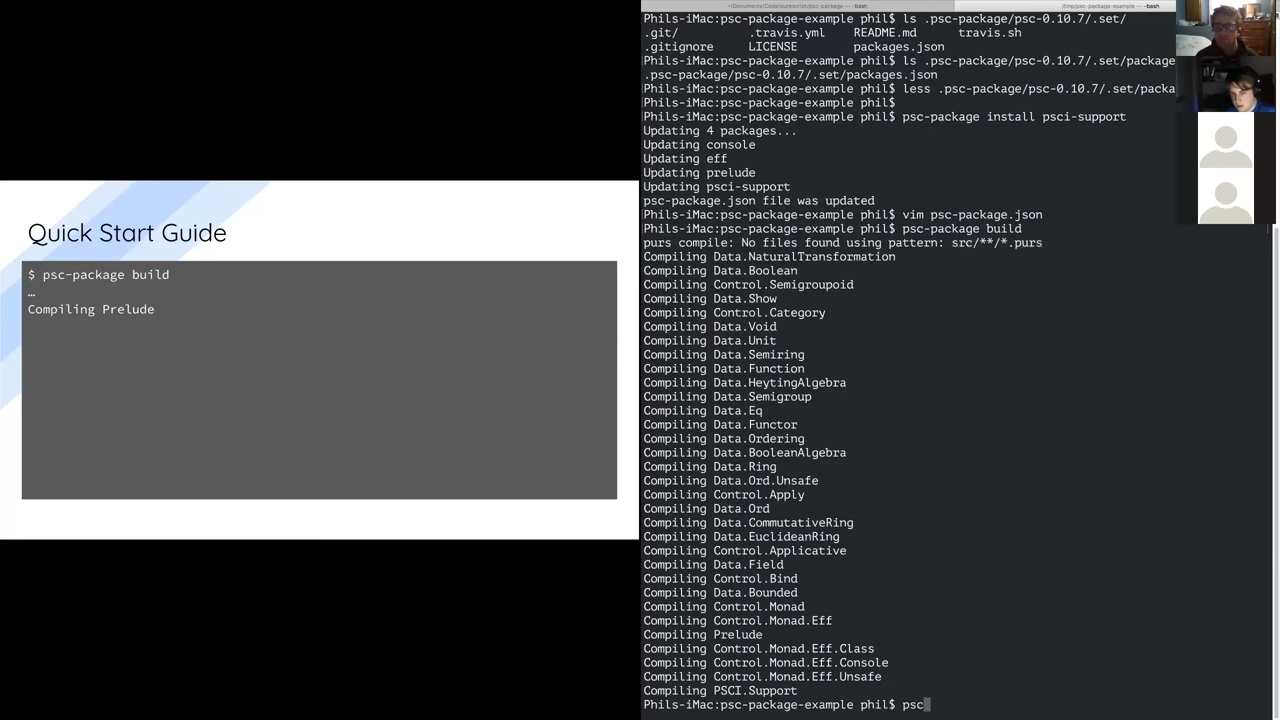 Quick Start Guide
$ psc-package build
…
Compiling Prelude
~/Documents/Code/purescript/psc-package — -bash
/tmp/psc-package-example — -bash
Phils-iMac:psc-package-example phil$ ls .psc-package/psc-0.10.7/.set/
.git/ .travis.yml README.md travis.sh
.gitignore LICENSE packages.json
Phils-iMac:psc-package-example phil$ ls .psc-package/psc-0.10.7/.set/package
.psc-package/psc-0.10.7/.set/packages.json
Phils-iMac:psc-package-example phil$ less .psc-package/psc-0.10.7/.set/packa
Phils-iMac:psc-package-example phil$
Phils-iMac:psc-package-example phil$ psc-package install psci-support
Updating 4 packages...
Updating console
Updating eff
Updating prelude
Updating psci-support
psc-package.json file was updated
Phils-iMac:psc-package-example phil$ vim psc-package.json
Phils-iMac:psc-package-example phil$ psc-package build
purs compile: No files found using pattern: src/**/*.purs
Compiling Data.NaturalTransformation
Compiling Data.Boolean
Compiling Control.Semigroupoid
Compiling Data.Show
Compiling Control.Category
Compiling Data.Void
Compiling Data.Unit
Compiling Data.Semiring
Compiling Data.Function
Compiling Data.HeytingAlgebra
Compiling Data.Semigroup
Compiling Data.Eq
Compiling Data.Functor
Compiling Data.Ordering
Compiling Data.BooleanAlgebra
Compiling Data.Ring
Compiling Data.Ord.Unsafe
Compiling Control.Apply
Compiling Data.Ord
Compiling Data.CommutativeRing
Compiling Data.EuclideanRing
Compiling Control.Applicative
Compiling Data.Field
Compiling Control.Bind
Compiling Data.Bounded
Compiling Control.Monad
Compiling Control.Monad.Eff
Compiling Prelude
Compiling Control.Monad.Eff.Class
Compiling Control.Monad.Eff.Console
Compiling Control.Monad.Eff.Unsafe
Compiling PSCI.Support
Phils-iMac:psc-package-example phil$ psc